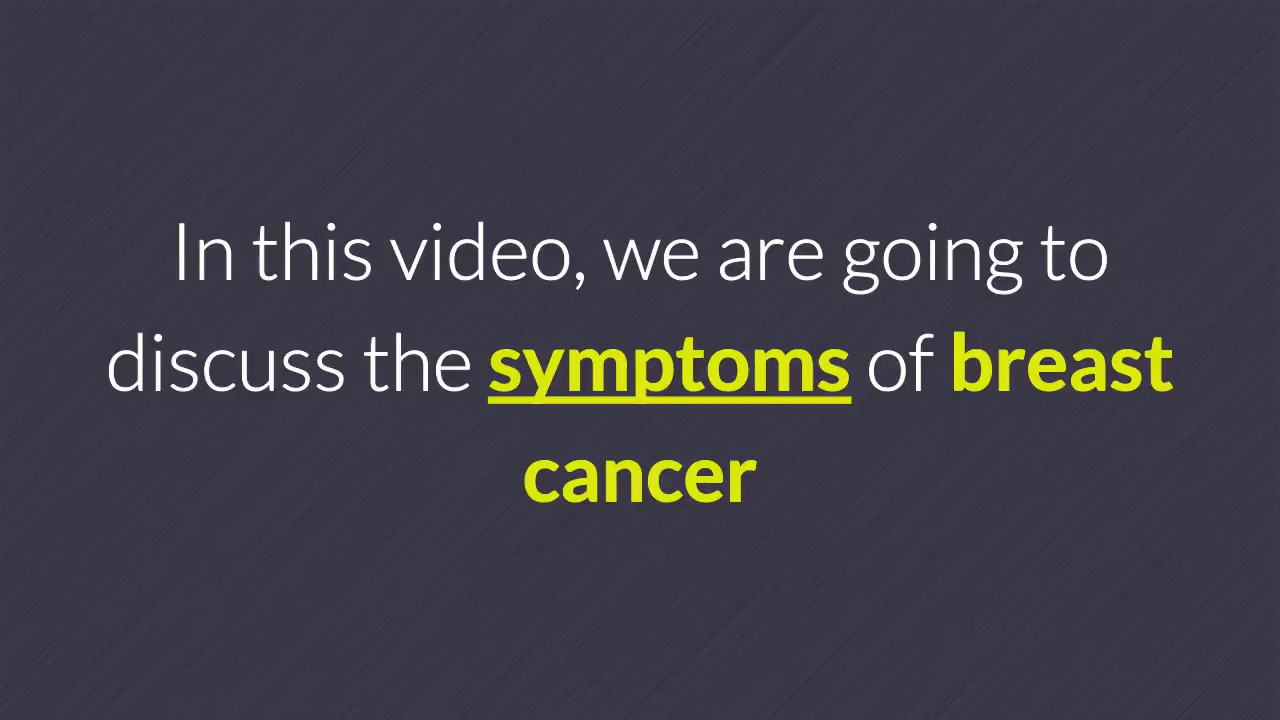 In this video, we are going to
discuss the symptoms of breast
cancer